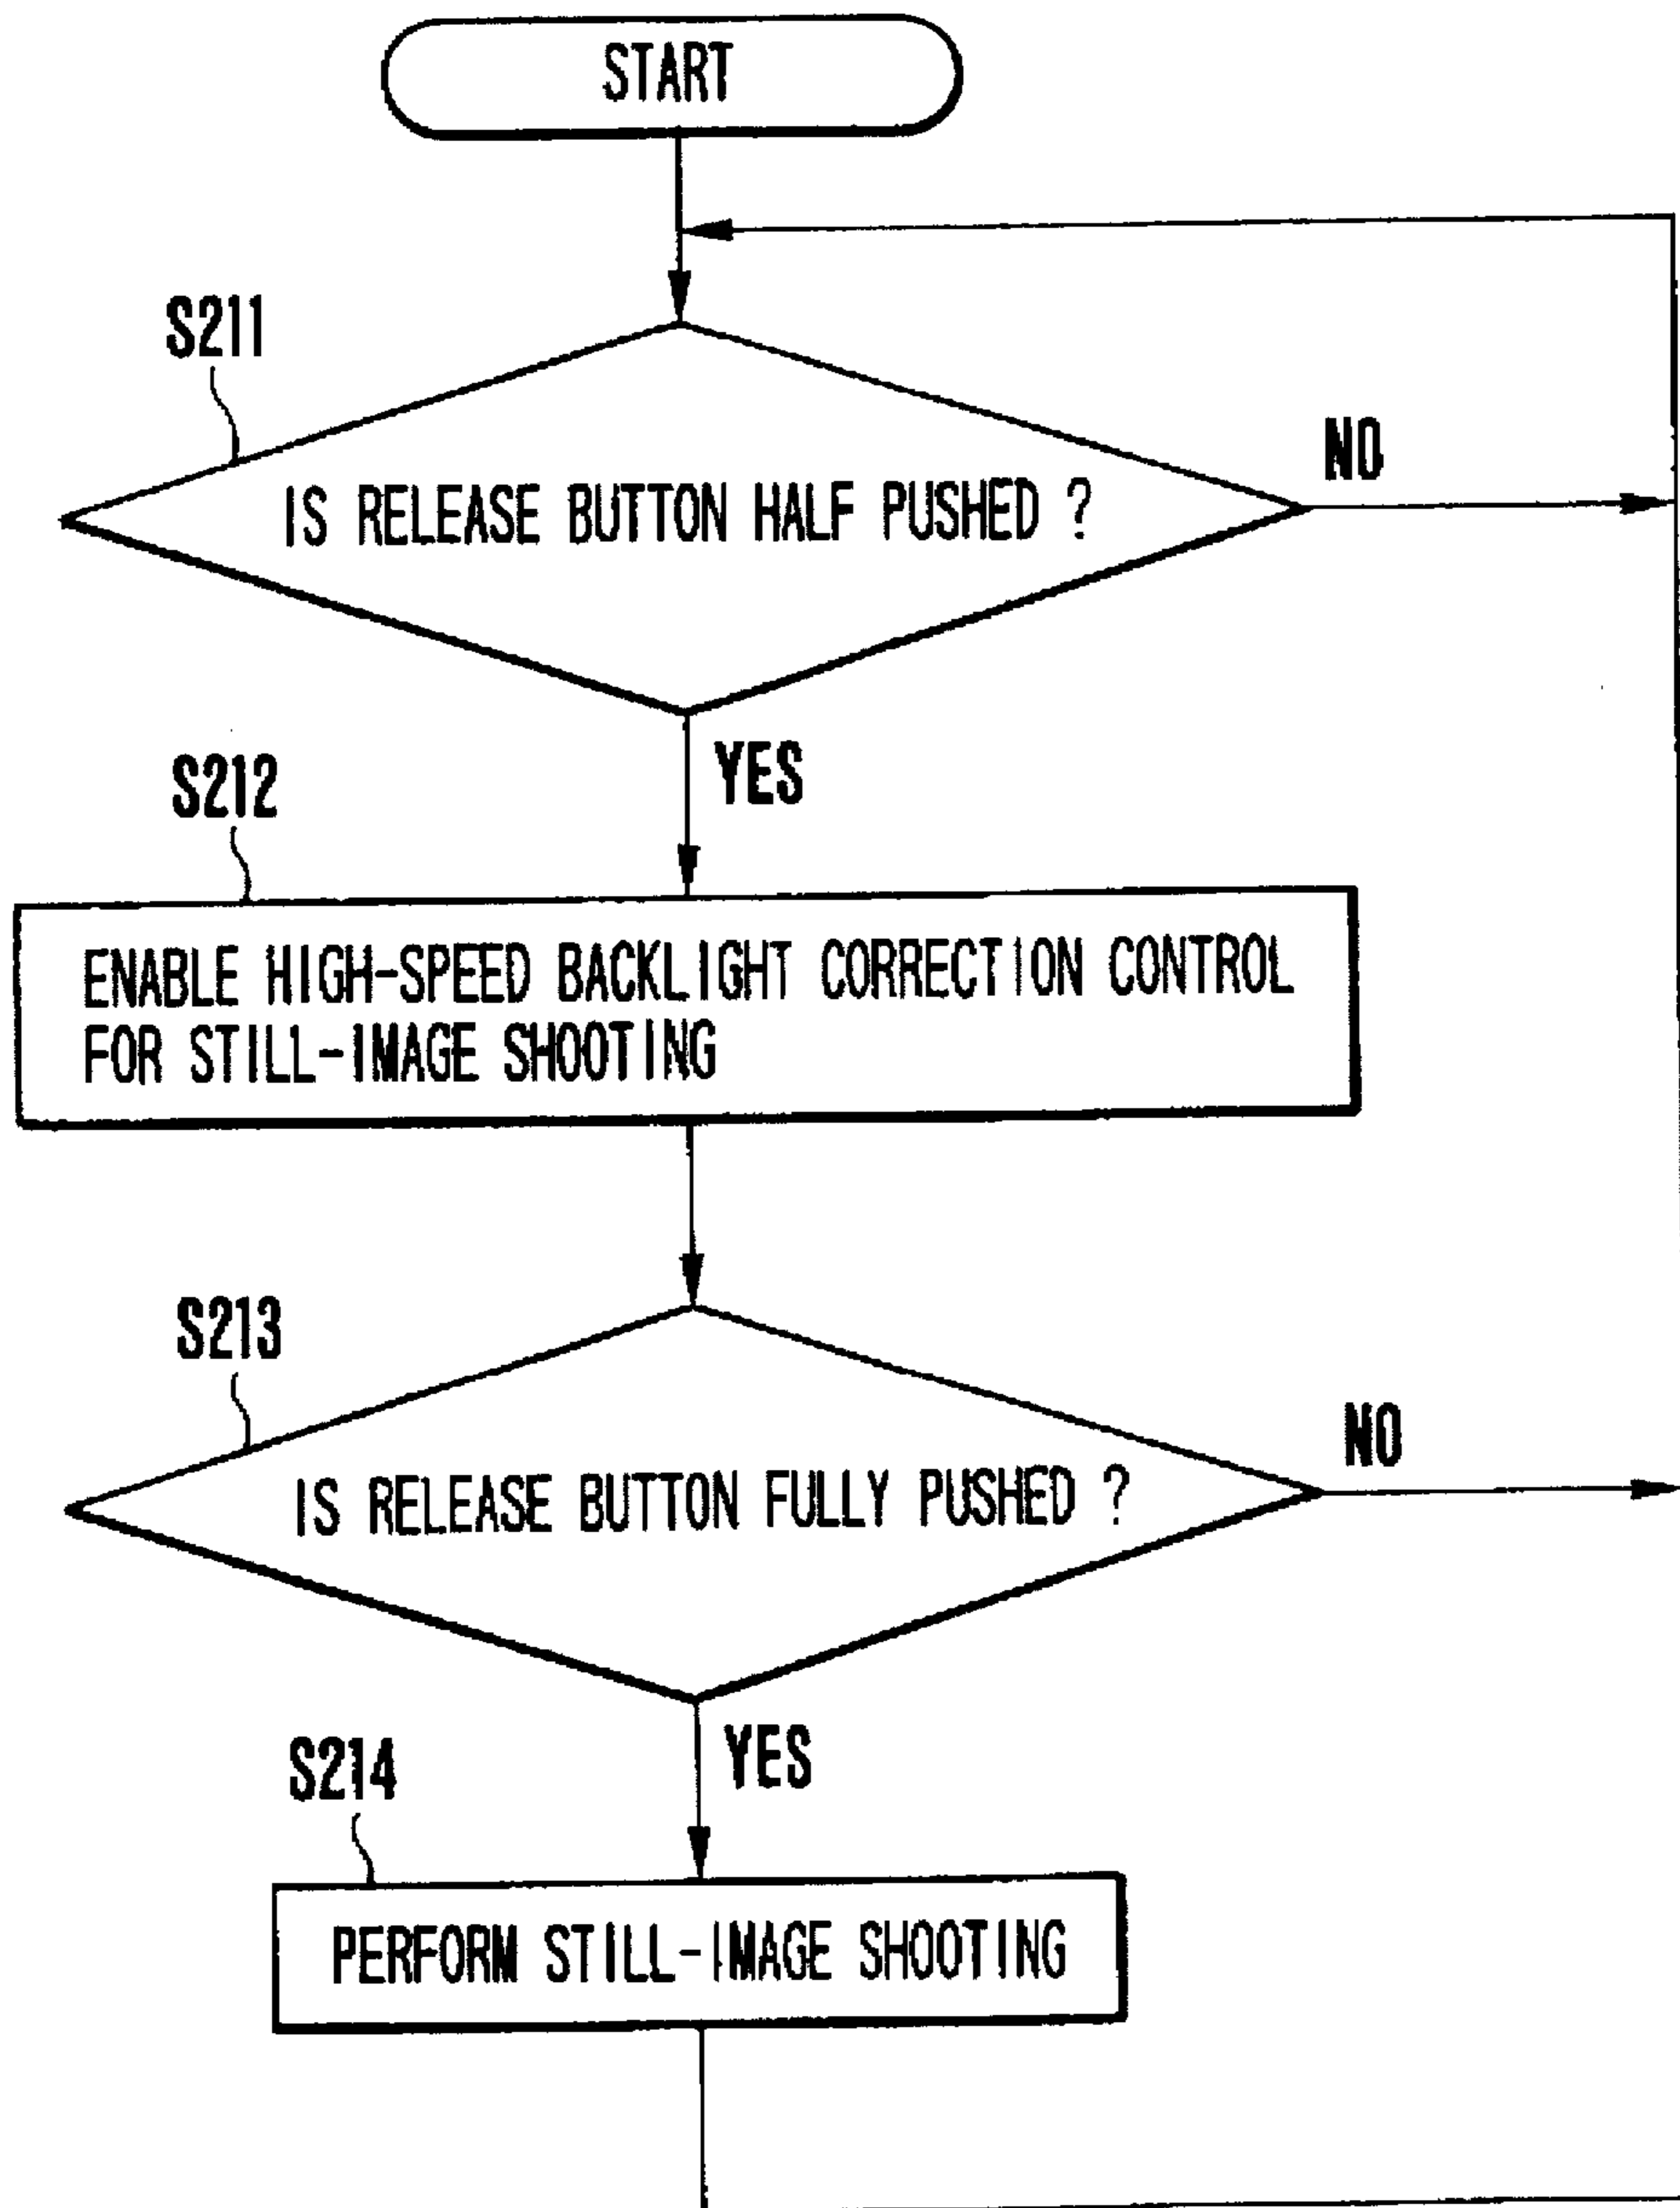 START
S211
IS RELEASE BUTTON HALF PUSHED ?
NO
YES
S212
ENABLE HIGH-SPEED BACKLIGHT CORRECTION CONTROL
FOR STILL-IMAGE SHOOTING
S213
IS RELEASE BUTTON FULLY PUSHED ?
NO
YES
S214
PERFORM STILL-IMAGE SHOOTING